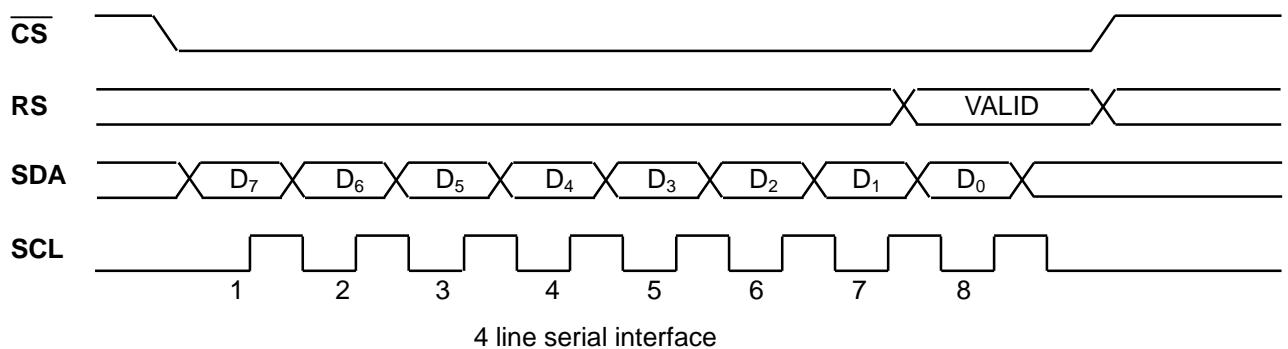 CS
RS VALID
SDA D7 D6 D5 D4 D3 D2 D1 D0
SCL
1 2 3 4 5 6 7 8
4 line serial interface